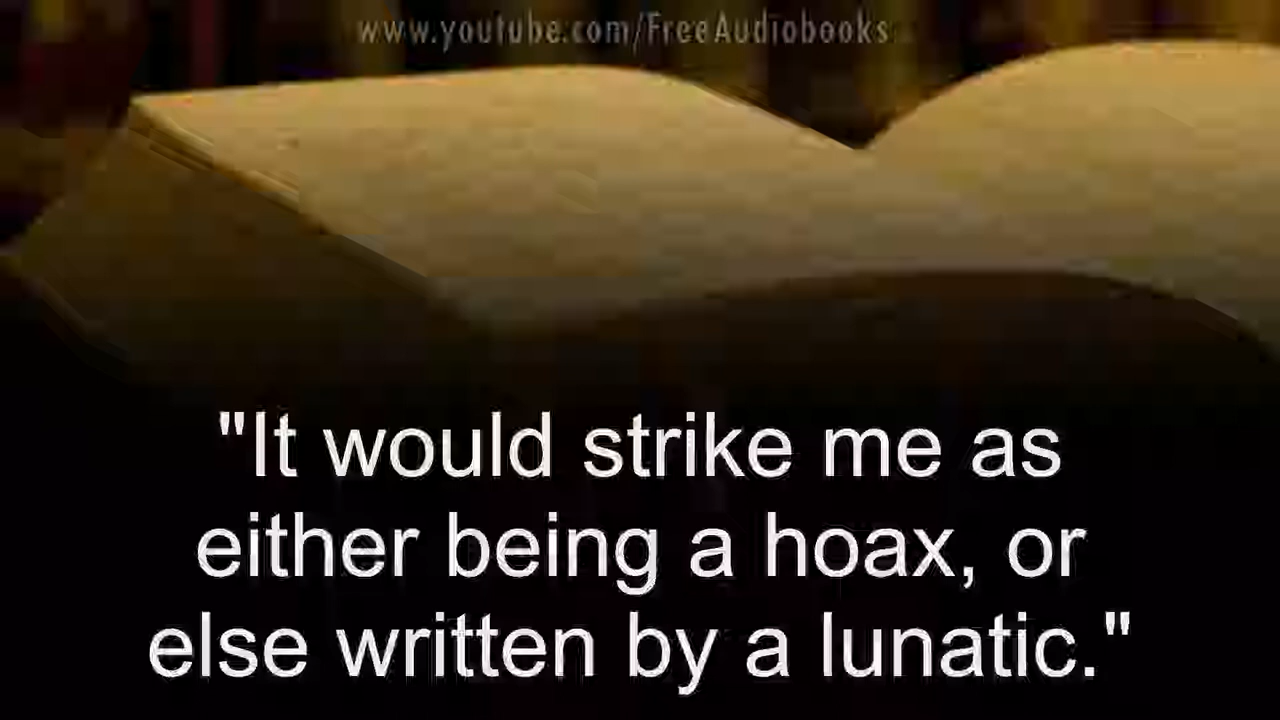 www.youtube.com/FreeAudiobooks
"It would strike me as
either being a hoax, or
else written by a lunatic."